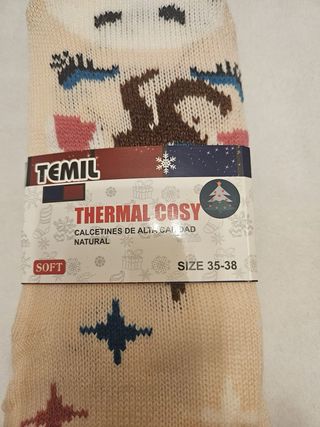 TEMIL
THERMAL COSY
CALCETINES DE ALTA CALIDAD
NATURAL
SOFT
SIZE 35-38